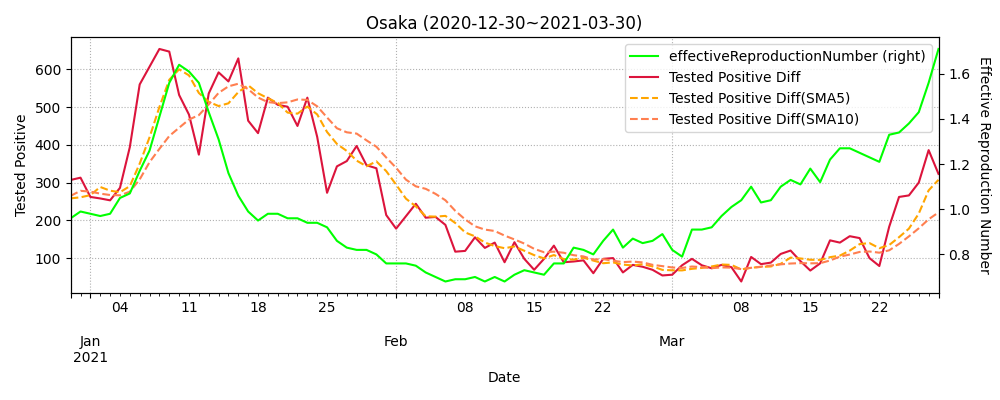 Osaka (2020-12-30~2021-03-30)
effectiveReproductionNumber (right)
Tested Positive Diff
Tested Positive Diff(SMA5)
Tested Positive Diff(SMA10)
Tested Positive
600
500
400
300
200
100
1.6
1.4
1.2
1.0
0.8
Effective Reproduction Number
04 11 18 25 08 15 22 08 15 22
Jan Feb Mar
2021
Date